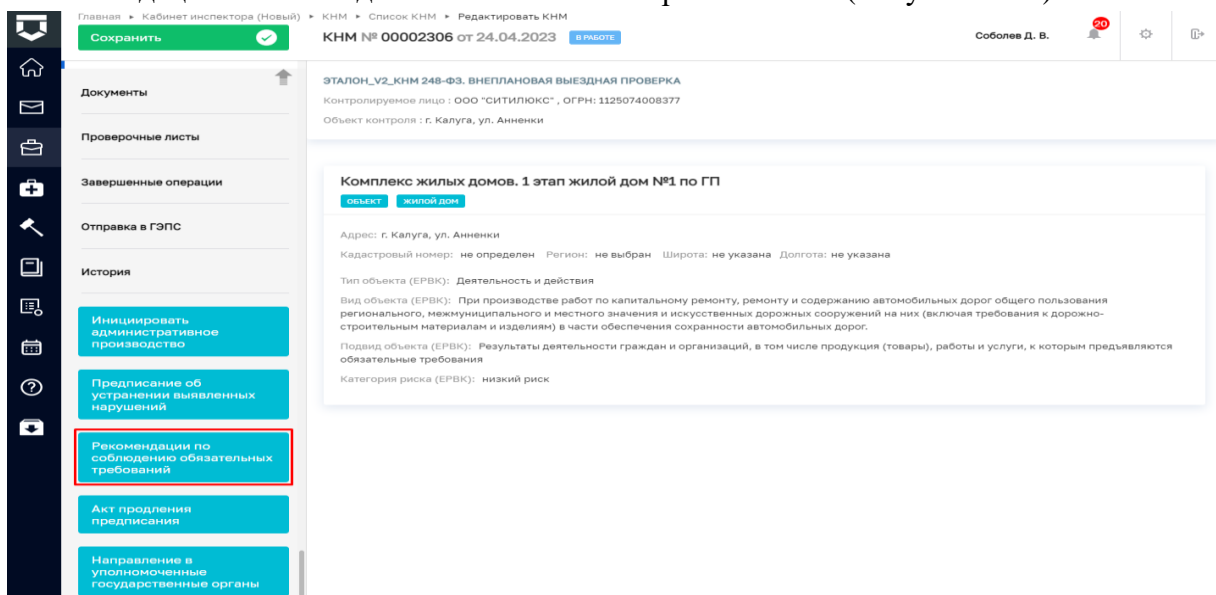 Главная ▸ Кабинет инспектора (Новый) ▸ КНМ ▸ Список КНМ ▸ Редактировать КНМ
Сохранить
КНМ № 00002306 от 24.04.2023 В РАБОТЕ
Соболев Д. В.
20
Документы
Проверочные листы
Завершенные операции
Отправка в ГЭПС
История
Инициировать
административное
производство
Предписание об
устранении выявленных
нарушений
Рекомендации по
соблюдению обязательных
требований
Акт продления
предписания
Направление в
уполномоченные
государственные органы
ЭТАЛОН_V2_КНМ 248-ФЗ. ВНЕПЛАНОВАЯ ВЫЕЗДНАЯ ПРОВЕРКА
Контролируемое лицо : ООО "СИТИЛЮКС" , ОГРН: 1125074008377
Объект контроля : г. Калуга, ул. Анненки
Комплекс жилых домов. 1 этап жилой дом №1 по ГП
ОБЪЕКТ ЖИЛОЙ ДОМ
Адрес: г. Калуга, ул. Анненки
Кадастровый номер: не определен Регион: не выбран Широта: не указана Долгота: не указана
Тип объекта (ЕРВК): Деятельность и действия
Вид объекта (ЕРВК): При производстве работ по капитальному ремонту, ремонту и содержанию автомобильных дорог общего пользования
регионального, межмуниципального и местного значения и искусственных дорожных сооружений на них (включая требования к дорожно-
строительным материалам и изделиям) в части обеспечения сохранности автомобильных дорог.
Подвид объекта (ЕРВК): Результаты деятельности граждан и организаций, в том числе продукция (товары), работы и услуги, к которым предъявляются
обязательные требования
Категория риска (ЕРВК): низкий риск